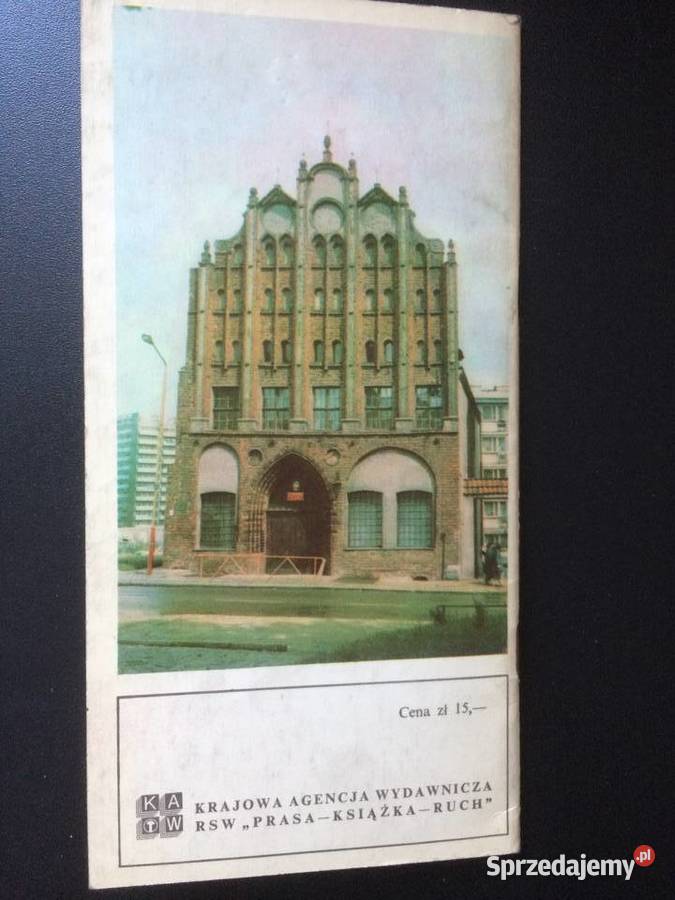 Cena zł 15,—
K A
W
KRAJOWA AGENCJA WYDAWNICZA
RSW „PRASA—KSIĄŻKA—RUCH”
Sprzedajemy.pl